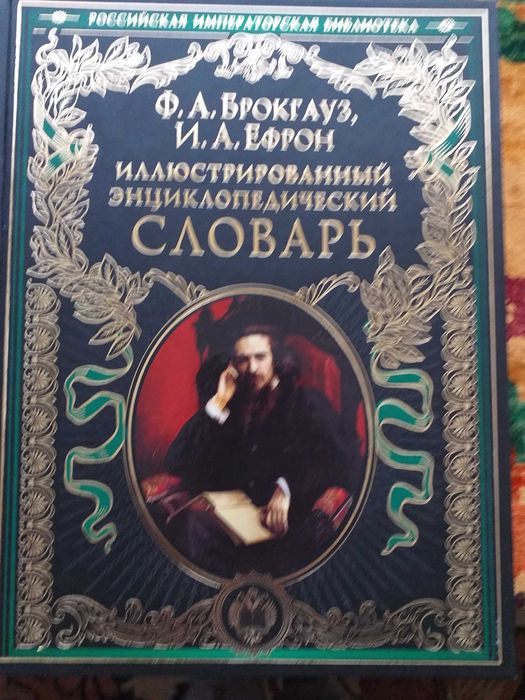 РОССИЙСКАЯ ИМПЕРАТОРСКАЯ БИБЛИОТЕКА
Ф. А. БРОКГАУЗ,
И. А. ЕФРОН
ИЛЛЮСТРИРОВАННЫЙ
ЭНЦИКЛОПЕДИЧЕСКИЙ
СЛОВАРЬ